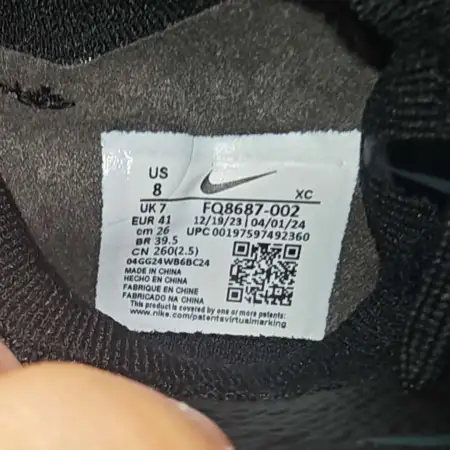 US
8
XC
UK 7
FQ8687-002
EUR 41
12/19/23 | 04/01/24
cm 26
UPC 00197597492360
BR 39.5
CN 260(2.5)
04GG24WB6BC24
MADE IN CHINA
HECHO EN CHINA
FABRIQUE EN CHINE
FABRICADO NA CHINA
This product is covered by one or more patents
www.nike.com/patentsvirtualmarking